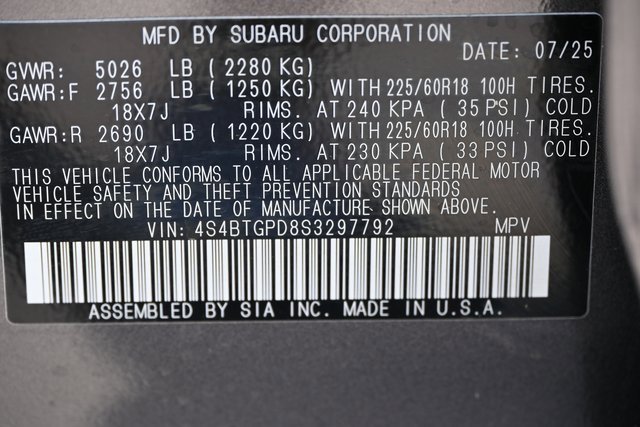 MFD BY SUBARU CORPORATION
DATE: 07/25
GVWR: 5026 LB (2280 KG)
GAWR:F 2756 LB (1250 KG) WITH 225/60R18 100H TIRES.
18X7J RIMS. AT 240 KPA (35 PSI) COLD
GAWR:R 2690 LB (1220 KG) WITH 225/60R18 100H TIRES.
18X7J RIMS. AT 230 KPA (33 PSI) COLD
THIS VEHICLE CONFORMS TO ALL APPLICABLE FEDERAL MOTOR
VEHICLE SAFETY AND THEFT PREVENTION STANDARDS
IN EFFECT ON THE DATE OF MANUFACTURE SHOWN ABOVE.
VIN: 4S4BTGPD8S3297792 MPV
ASSEMBLED BY SIA INC. MADE IN U.S.A.